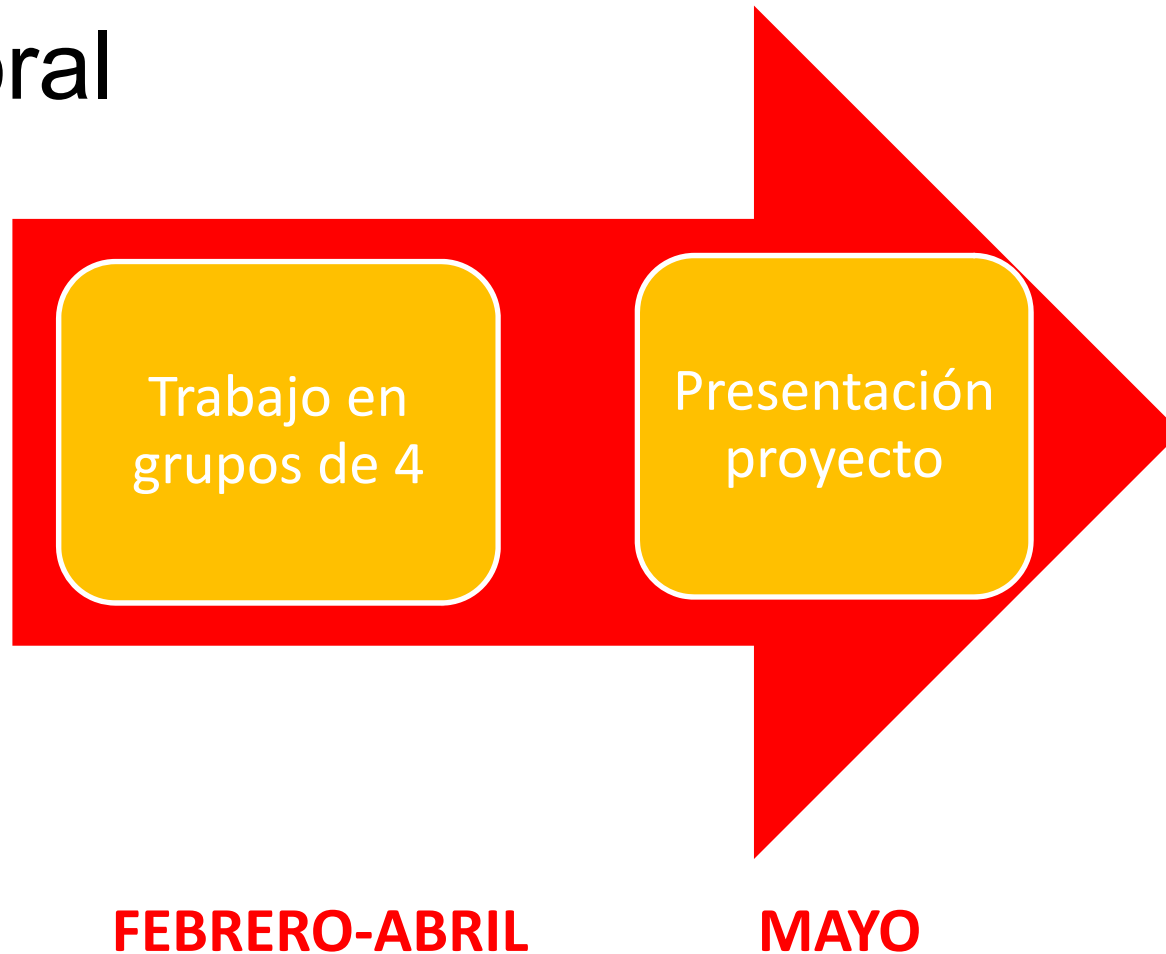 oral
Trabajo en
grupos de 4
Presentación
proyecto
FEBRERO-ABRIL
MAYO